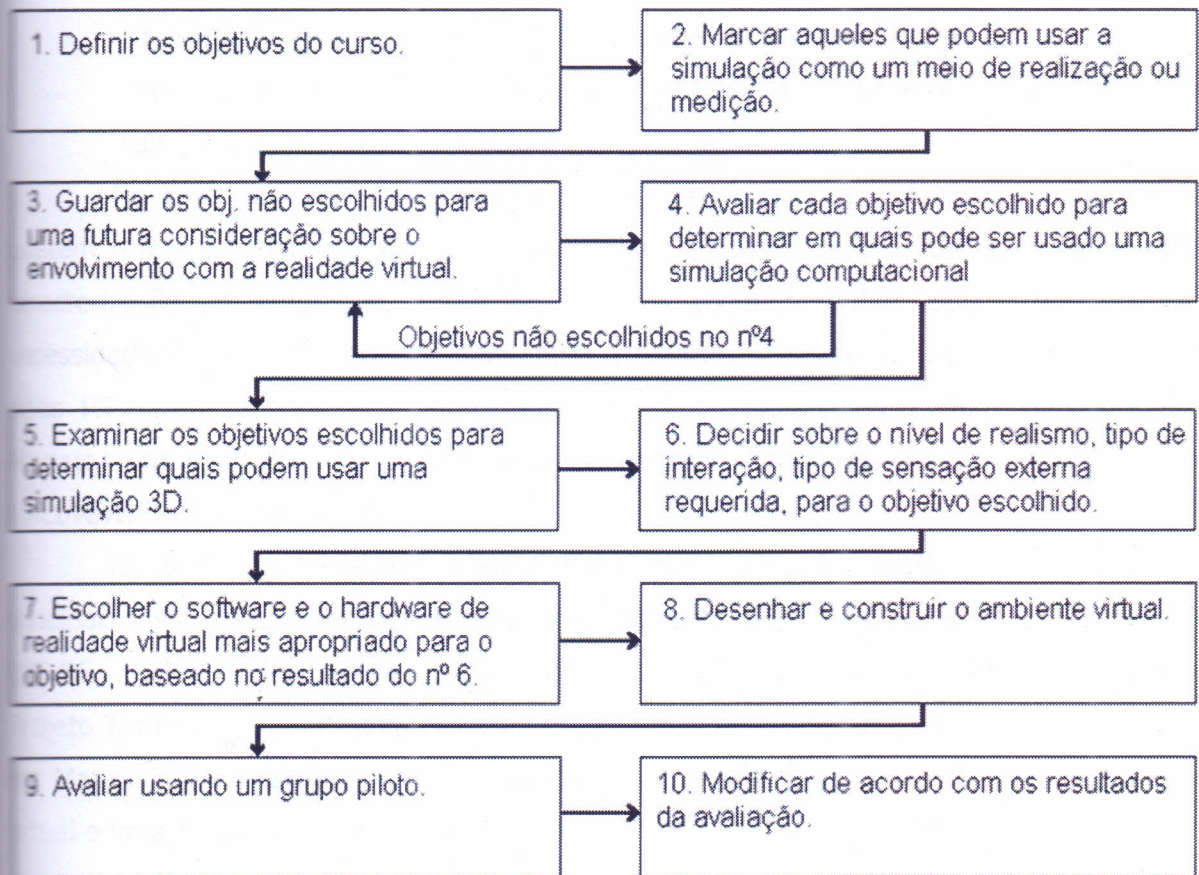 1. Definir os objetivos do curso.
2. Marcar aqueles que podem usar a
simulação como um meio de realização ou
medição.
3. Guardar os obj. não escolhidos para
uma futura consideração sobre o
envolvimento com a realidade virtual.
4. Avaliar cada objetivo escolhido para
determinar em quais pode ser usado uma
simulação computacional
Objetivos não escolhidos no nº4
5. Examinar os objetivos escolhidos para
determinar quais podem usar uma
simulação 3D.
6. Decidir sobre o nível de realismo, tipo de
interação, tipo de sensação externa
requerida, para o objetivo escolhido.
7. Escolher o software e o hardware de
realidade virtual mais apropriado para o
objetivo, baseado no resultado do nº 6.
8. Desenhar e construir o ambiente virtual.
9. Avaliar usando um grupo piloto.
10. Modificar de acordo com os resultados
da avaliação.